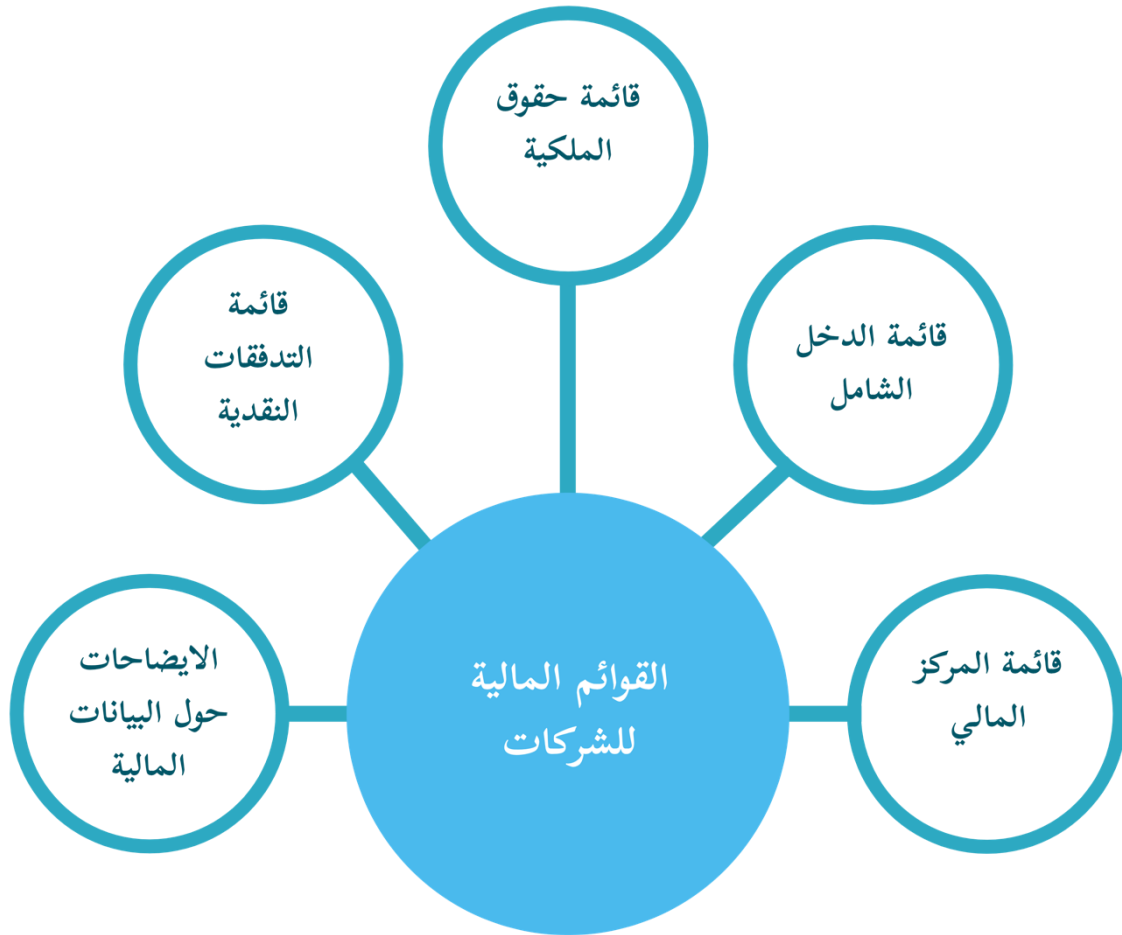 قائمة حقوق
الملكية
قائمة الدخل
الشامل
قائمة
التدفقات
النقدية
قائمة المركز
المالي
الايضاحات
حول البيانات
المالية
القوائم المالية
للشركات